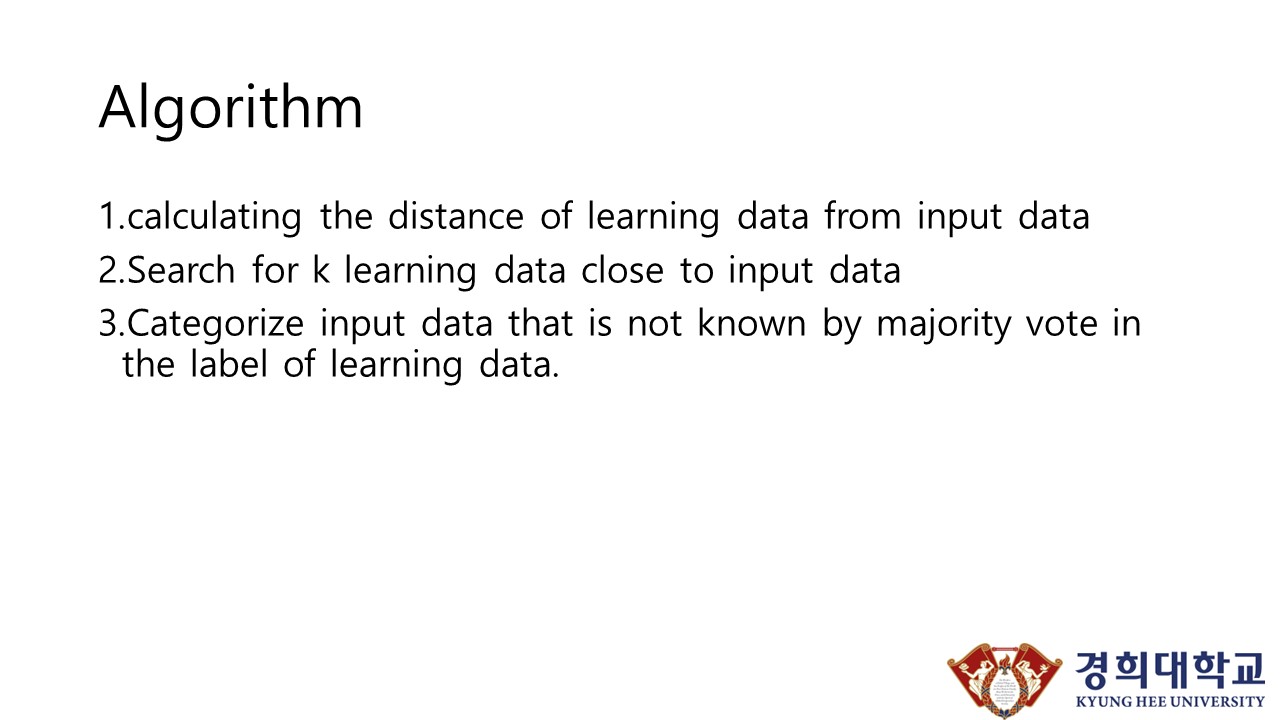 Algorithm
1.calculating the distance of learning data from input data
2.Search for k learning data close to input data
3.Categorize input data that is not known by majority vote in
the label of learning data.
경희대학교
KYUNG HEE UNIVERSITY